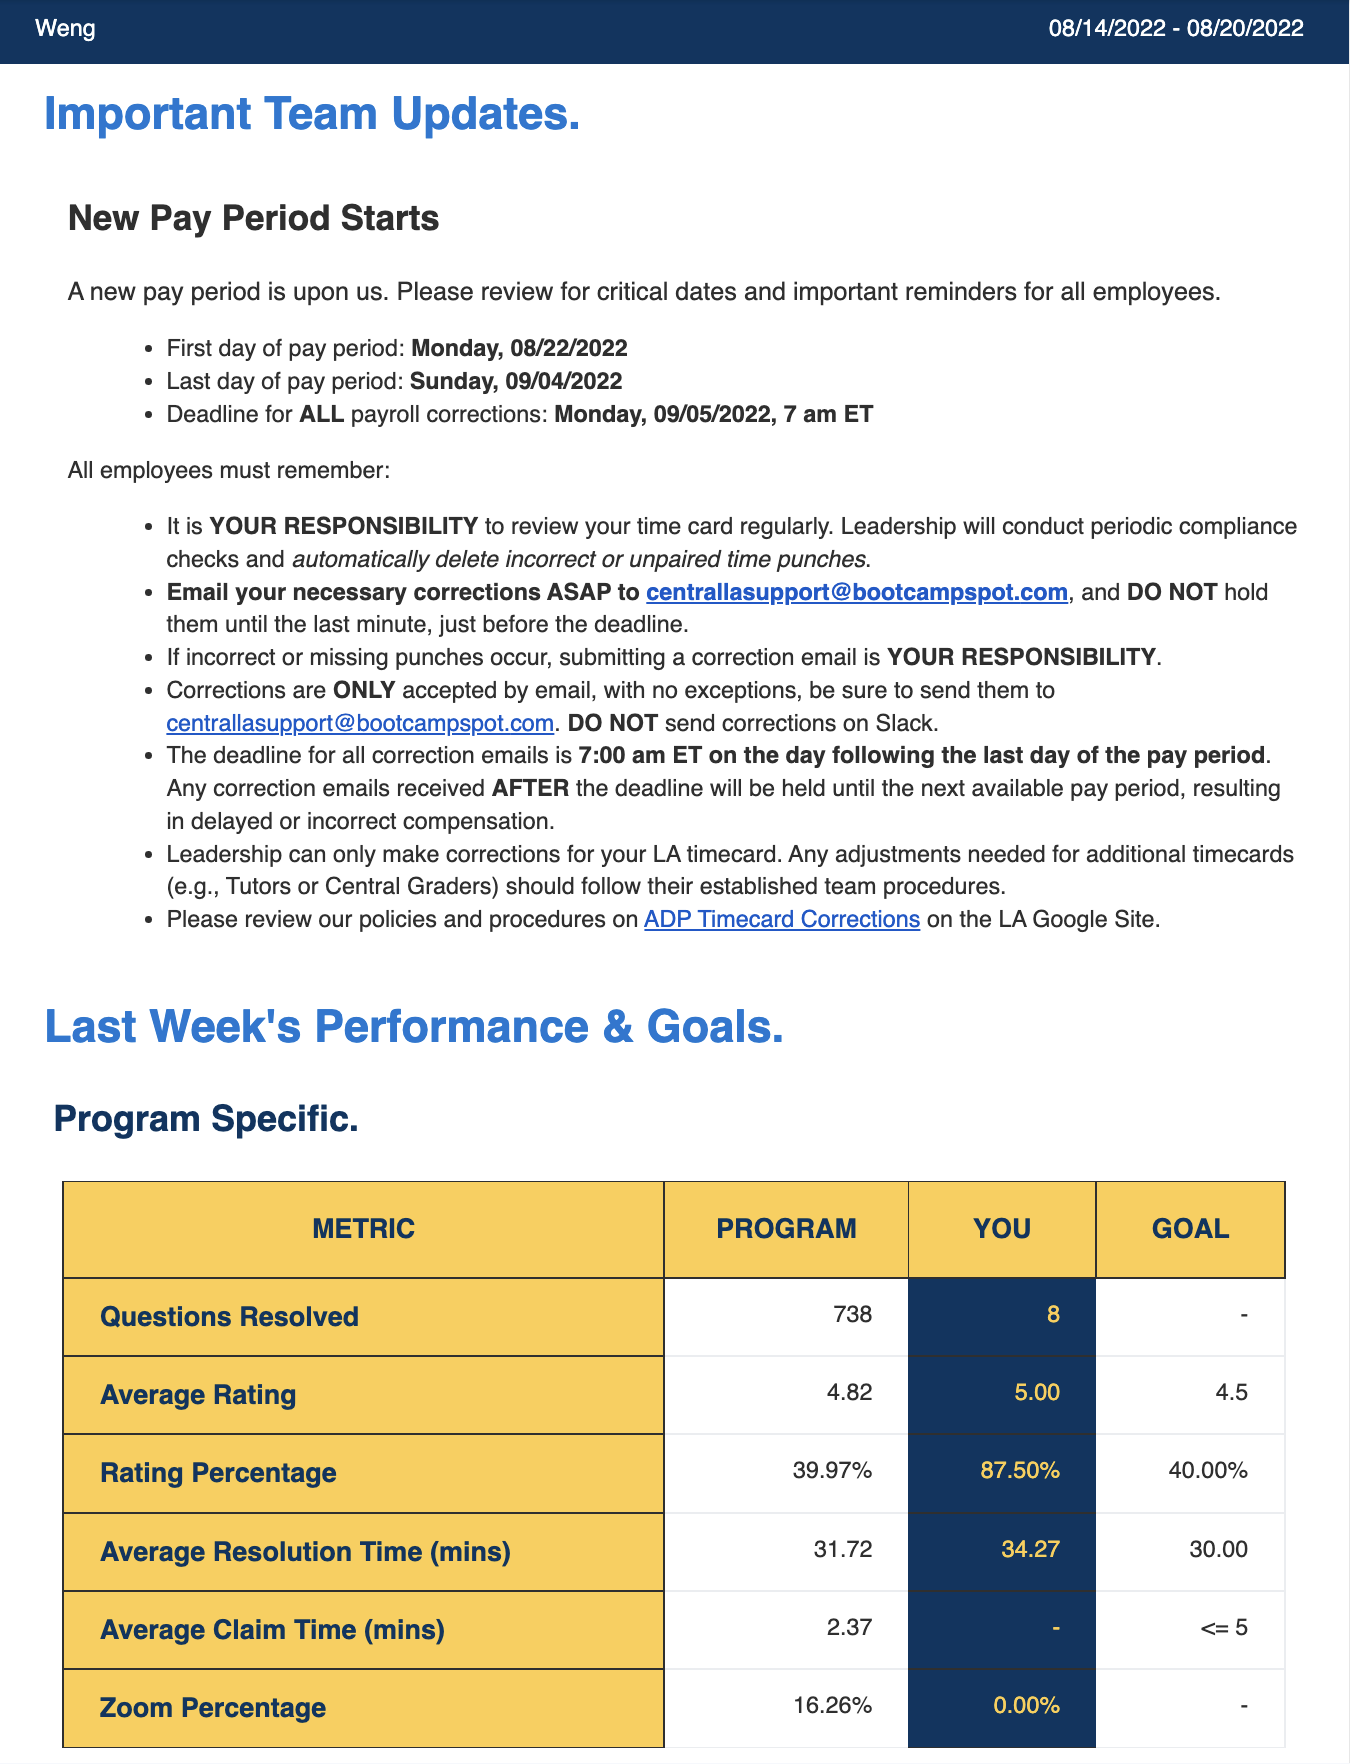 Weng 08/14/2022 - 08/20/2022
Important Team Updates.
New Pay Period Starts
A new pay period is upon us. Please review for critical dates and important reminders for all employees.
• First day of pay period: Monday, 08/22/2022
• Last day of pay period: Sunday, 09/04/2022
• Deadline for ALL payroll corrections: Monday, 09/05/2022, 7 am ET
All employees must remember:
• It is YOUR RESPONSIBILITY to review your time card regularly. Leadership will conduct periodic compliance
checks and automatically delete incorrect or unpaired time punches.
• Email your necessary corrections ASAP to centrallasupport@bootcampspot.com, and DO NOT hold
them until the last minute, just before the deadline.
• If incorrect or missing punches occur, submitting a correction email is YOUR RESPONSIBILITY.
• Corrections are ONLY accepted by email, with no exceptions, be sure to send them to
centrallasupport@bootcampspot.com. DO NOT send corrections on Slack.
• The deadline for all correction emails is 7:00 am ET on the day following the last day of the pay period.
Any correction emails received AFTER the deadline will be held until the next available pay period, resulting
in delayed or incorrect compensation.
• Leadership can only make corrections for your LA timecard. Any adjustments needed for additional timecards
(e.g., Tutors or Central Graders) should follow their established team procedures.
• Please review our policies and procedures on ADP Timecard Corrections on the LA Google Site.
Last Week's Performance & Goals.
Program Specific.
METRIC PROGRAM YOU GOAL
Questions Resolved 738 8 -
Average Rating 4.82 5.00 4.5
Rating Percentage 39.97% 87.50% 40.00%
Average Resolution Time (mins) 31.72 34.27 30.00
Average Claim Time (mins) 2.37 - <= 5
Zoom Percentage 16.26% 0.00% -